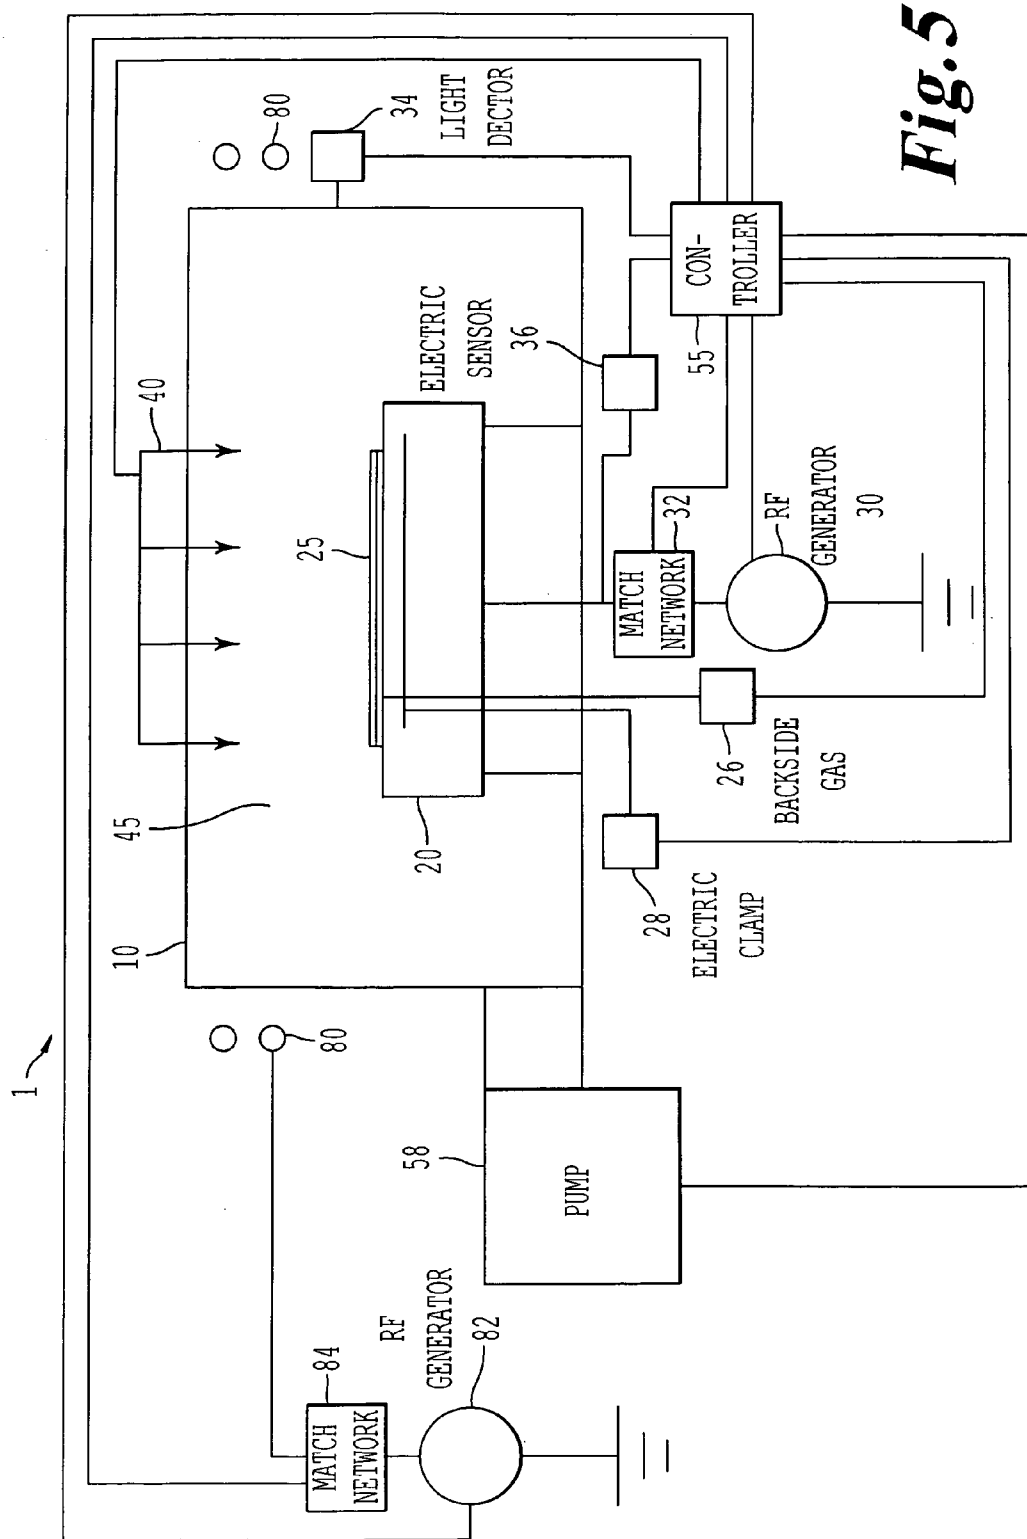 1
10
45
40
80
34
LIGHT
DECTOR
25
20
ELECTRIC
SENSOR
36
80
58
PUMP
84
MATCH
NETWORK
RF
GENERATOR
82
28
ELECTRIC
CLAMP
26
BACKSIDE
GAS
MATCH
NETWORK
32
RF
GENERATOR
30
55
CON-
TROLLER
Fig.5